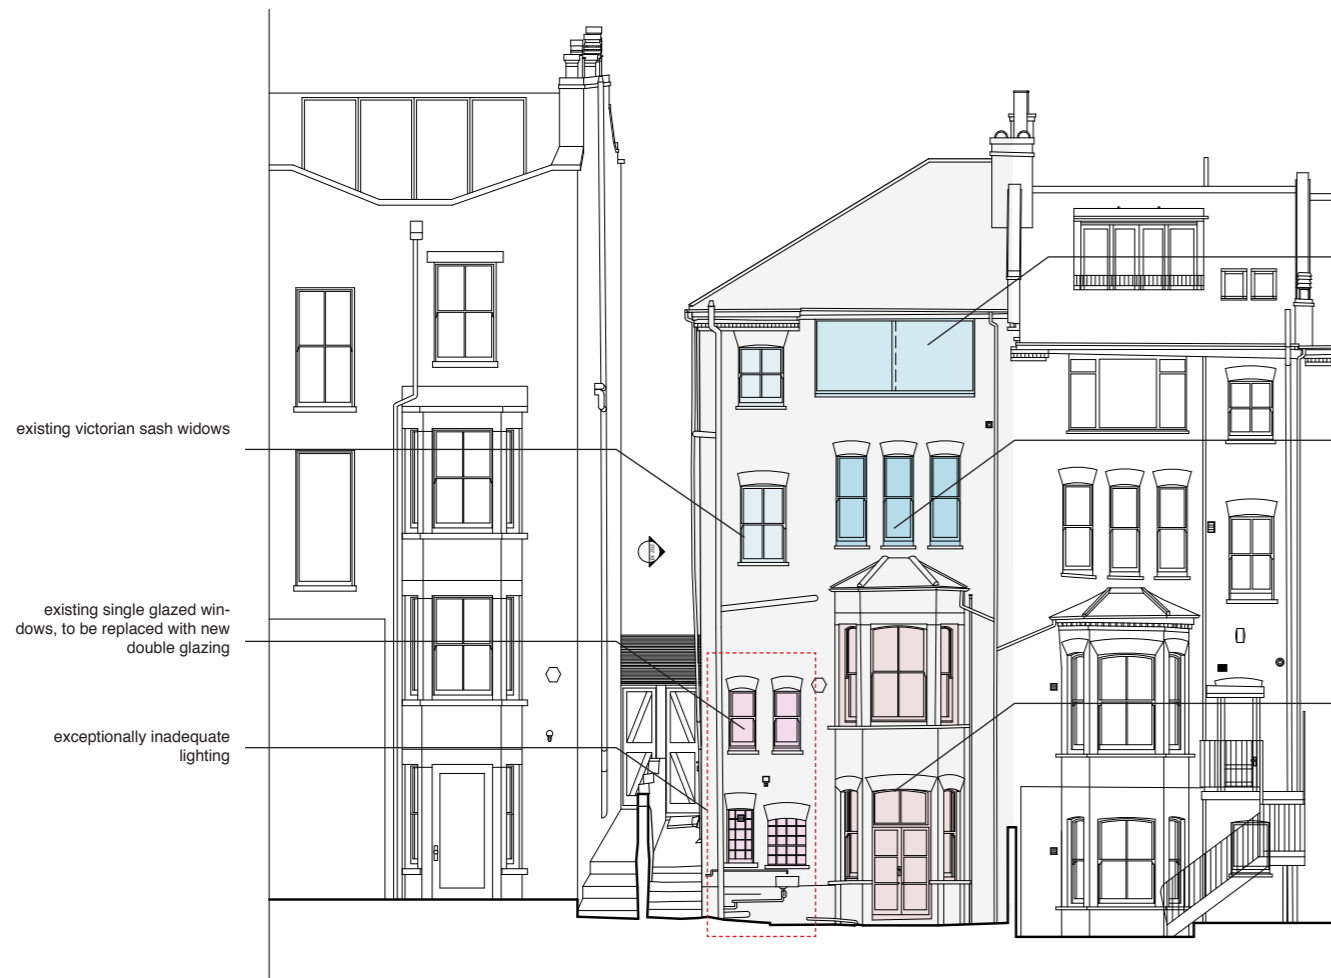 existing victorian sash widows
existing single glazed win-
dows, to be replaced with new
double glazing
exceptionally inadequate
lighting